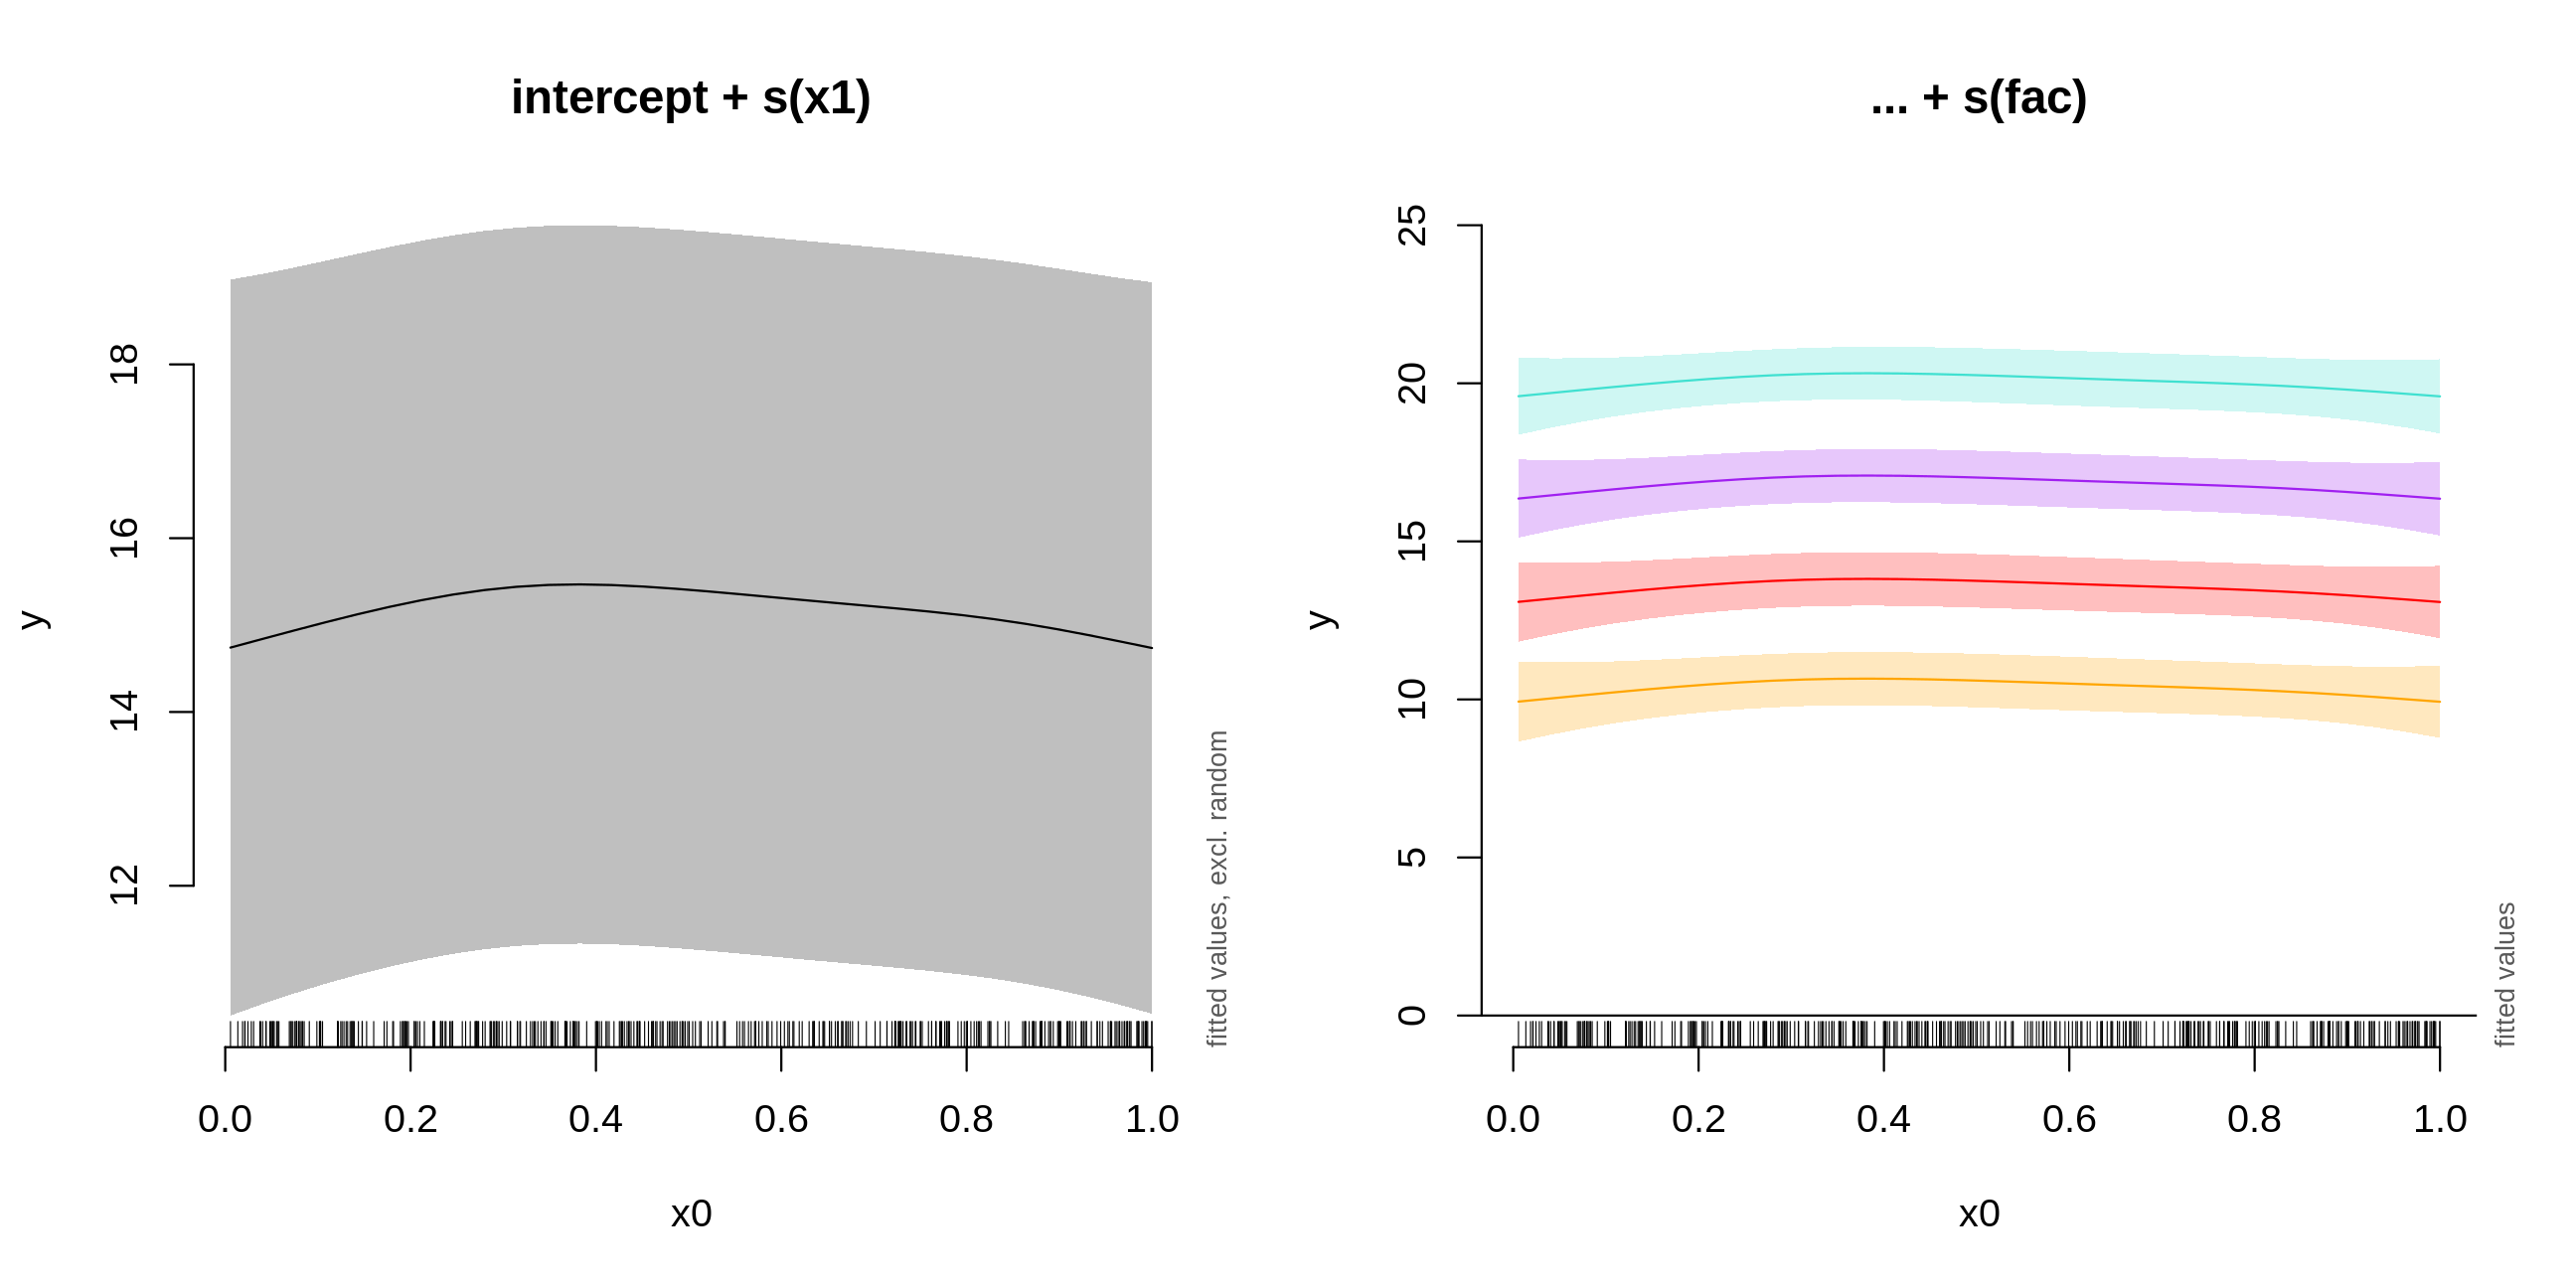 intercept + s(x1)
y
18
16
14
12
0.0 0.2 0.4 0.6 0.8 1.0
x0
fitted values, excl. random
... + s(fac)
y
25
20
15
10
5
0
0.0 0.2 0.4 0.6 0.8 1.0
x0
fitted values